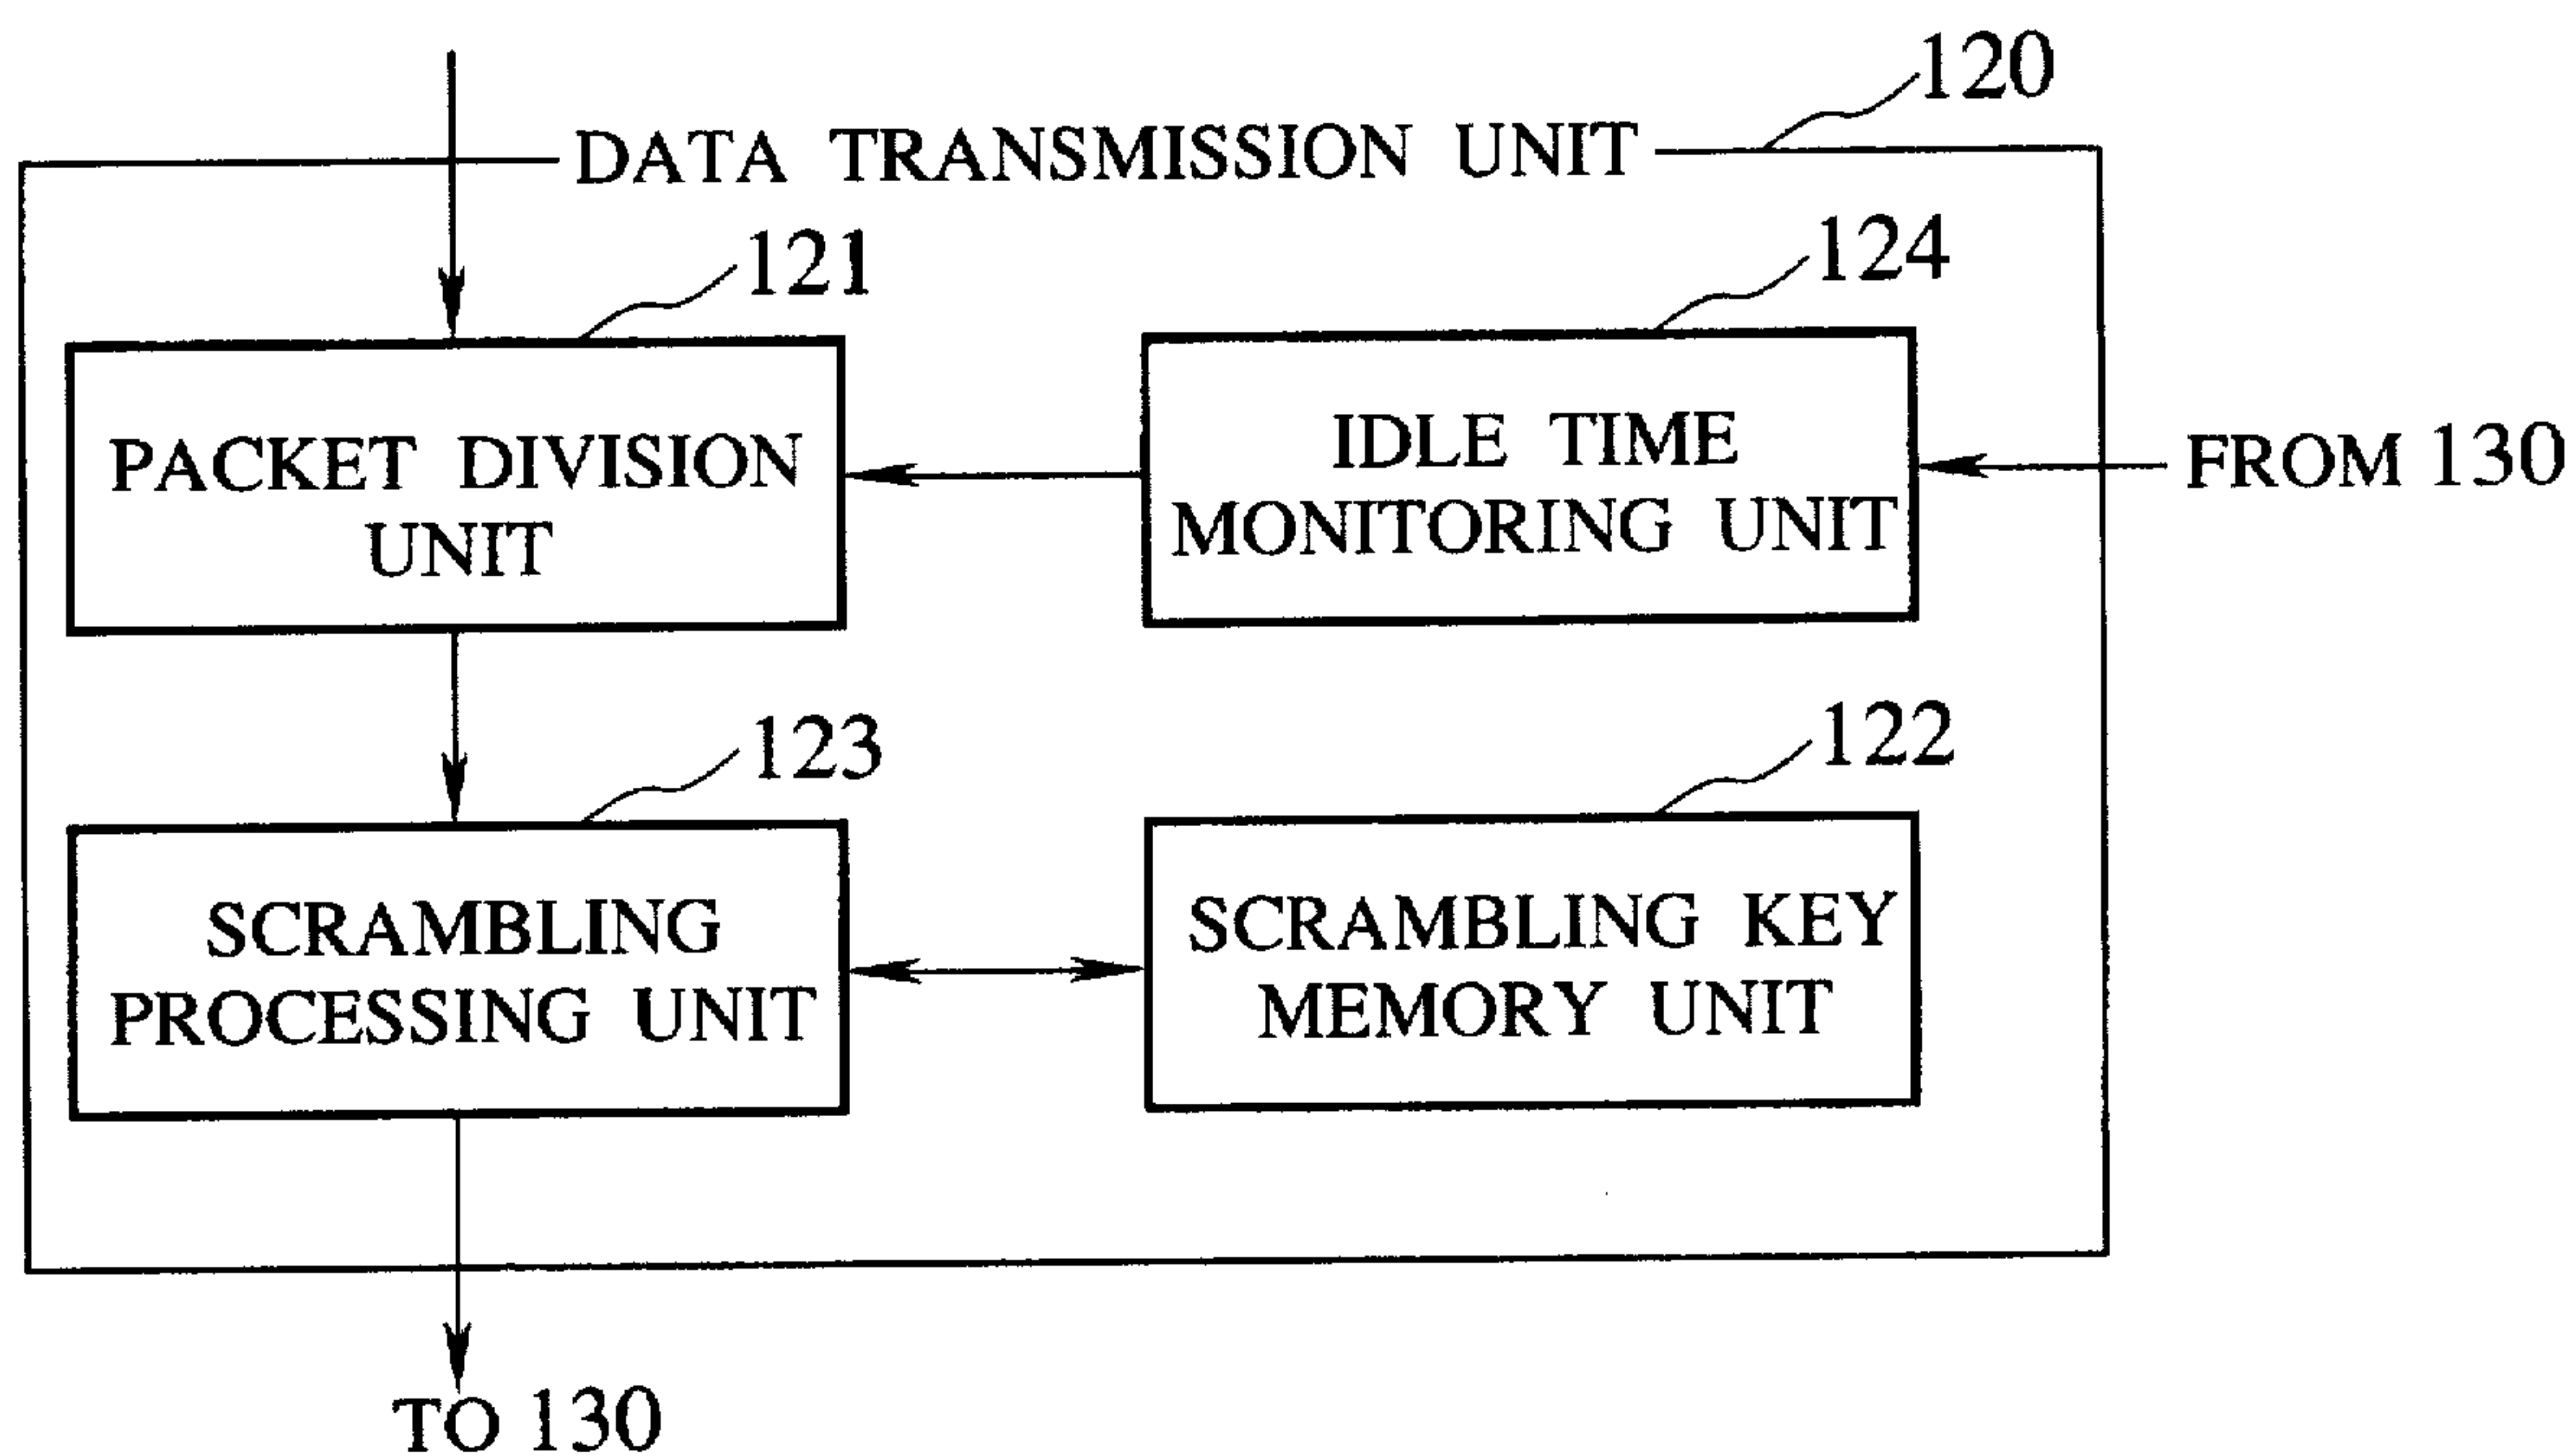 120
DATA TRANSMISSION UNIT
121
124
PACKET DIVISION
UNIT
IDLE TIME
MONITORING UNIT
FROM 130
123
122
SCRAMBLING
PROCESSING UNIT
SCRAMBLING KEY
MEMORY UNIT
TO 130